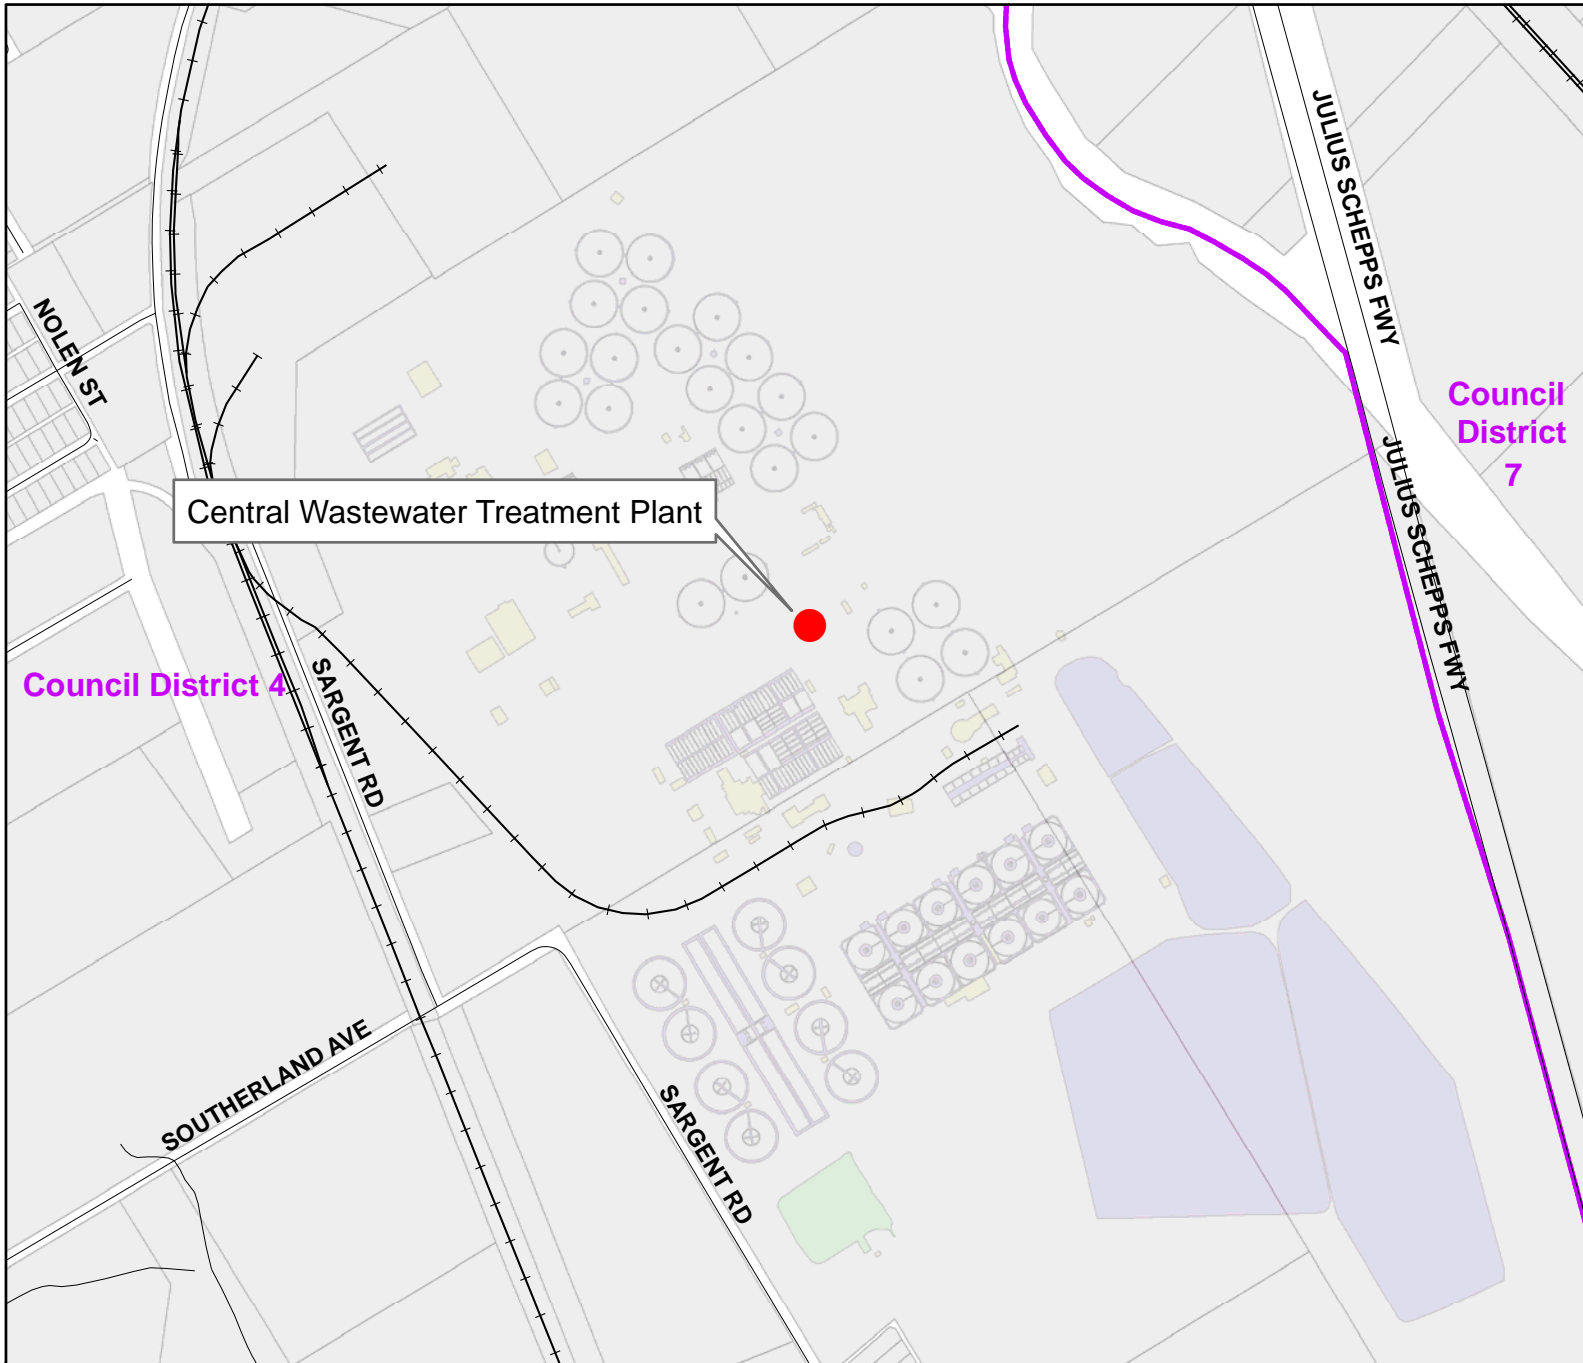 JULIUS SCHEPPS FWY
NOLEN ST
Council
District
7
JULIUS SCHEPPS FWY
Central Wastewater Treatment Plant
Council District 4
SARGENT RD
SOUTHERLAND AVE
SARGENT RD